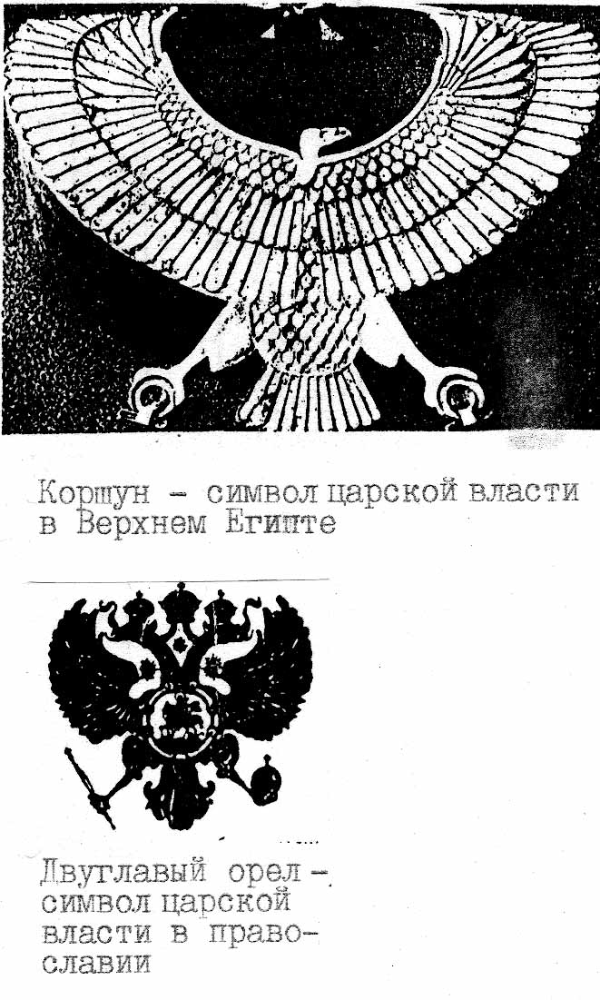 Коршун – символ царской власти
в Верхнем Египте
Двуглавый орел –
символ царской
власти в право-
славии